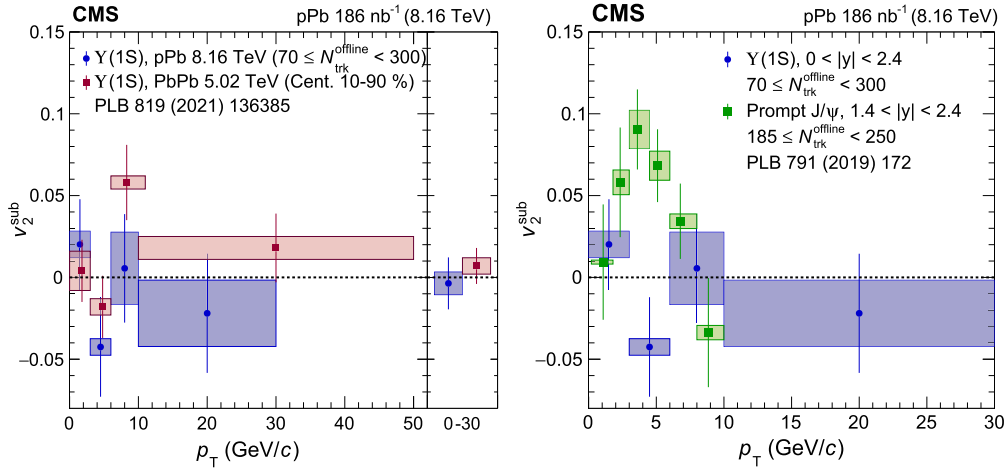 CMS
pPb 186 nb⁻¹ (8.16 TeV)
0.15
0.1
0.05
0
−0.05
v₂^sub
ϒ(1S), pPb 8.16 TeV (70 ≤ N_trk^offline < 300)
ϒ(1S), PbPb 5.02 TeV (Cent. 10-90 %)
PLB 819 (2021) 136385
0 10 20 30 40 50
0-30
p_T (GeV/c)
CMS
pPb 186 nb⁻¹ (8.16 TeV)
0.15
0.1
0.05
0
−0.05
v₂^sub
ϒ(1S), 0 < |y| < 2.4
70 ≤ N_trk^offline < 300
Prompt J/ψ, 1.4 < |y| < 2.4
185 ≤ N_trk^offline < 250
PLB 791 (2019) 172
0 5 10 15 20 25 30
p_T (GeV/c)